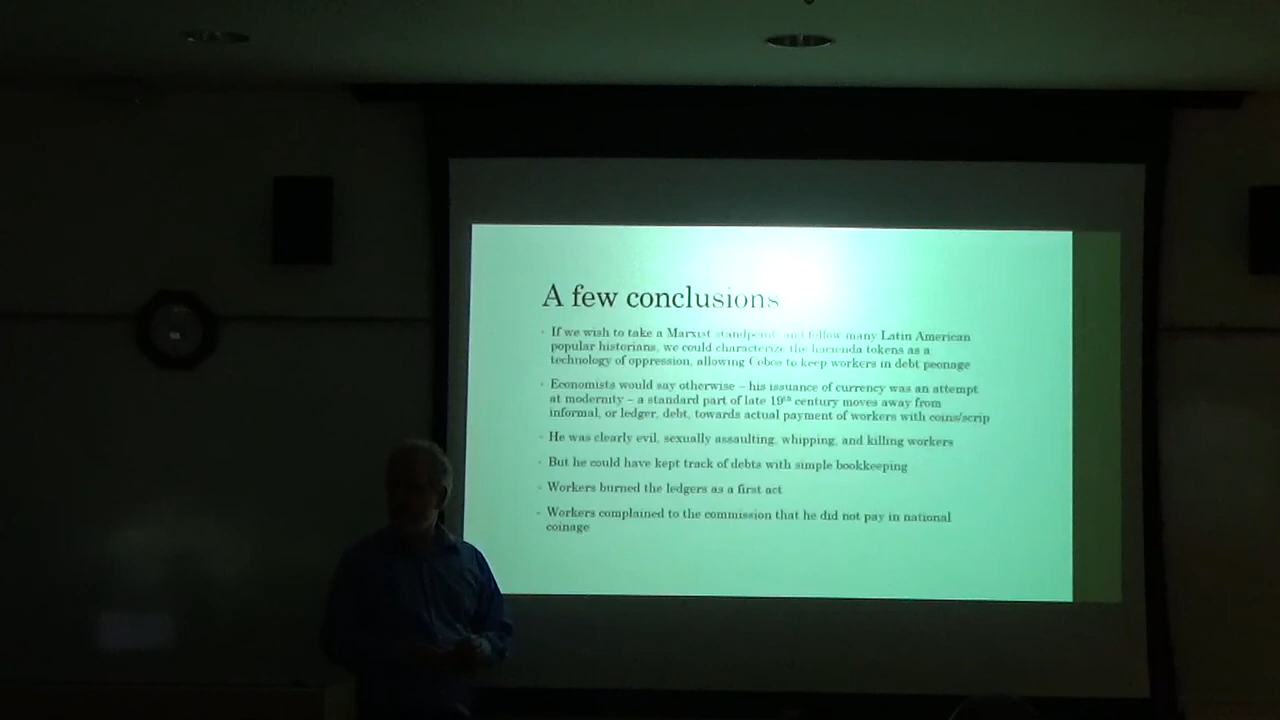 A few conclusions
If we wish to take a Marxist standpoint and follow many Latin American
popular historians, we could characterize the hacienda tokens as a
technology of oppression, allowing Cobos to keep workers in debt peonage
Economists would say otherwise – his issuance of currency was an attempt
at modernity – a standard part of late 19th century moves away from
informal, or ledger, debt, towards actual payment of workers with coins/scrip
He was clearly evil, sexually assaulting, whipping, and killing workers
But he could have kept track of debts with simple bookkeeping
Workers burned the ledgers as a first act
Workers complained to the commission that he did not pay in national
coinage